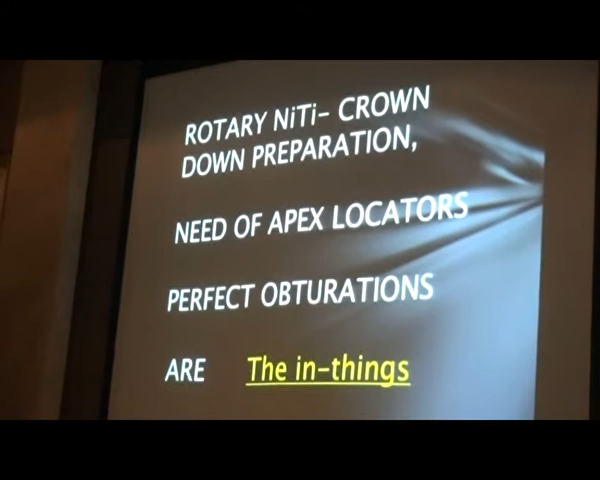 ROTARY NiTi- CROWN
DOWN PREPARATION,
NEED OF APEX LOCATORS
PERFECT OBTURATIONS
ARE The in-things